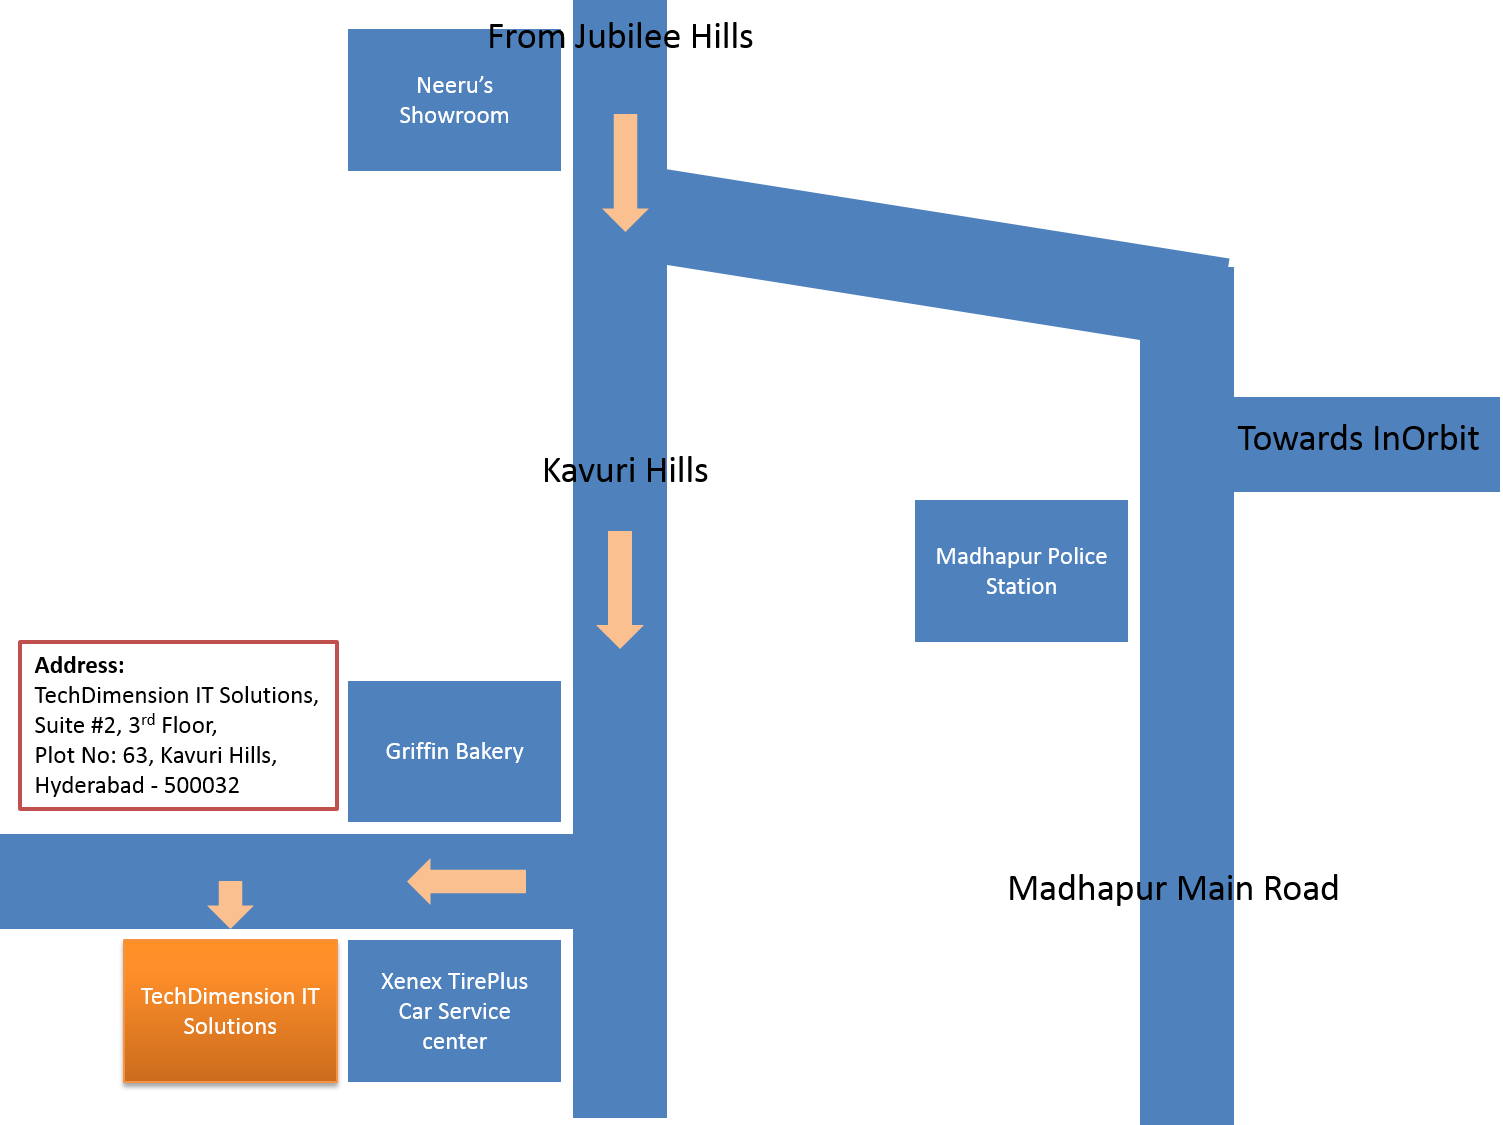 From Jubilee Hills
Neeru’s
Showroom
Towards InOrbit
Kavuri Hills
Madhapur Police
Station
Address:
TechDimension IT Solutions,
Suite #2, 3rd Floor,
Plot No: 63, Kavuri Hills,
Hyderabad - 500032
Griffin Bakery
Madhapur Main Road
TechDimension IT
Solutions
Xenex TirePlus
Car Service
center